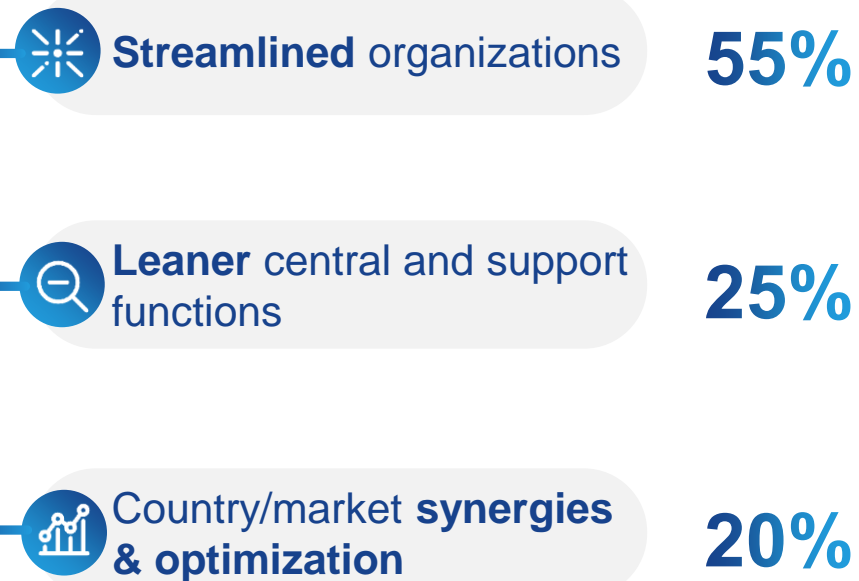 Streamlined organizations 55%
Leaner central and support
functions
25%
Country/market synergies
& optimization
20%